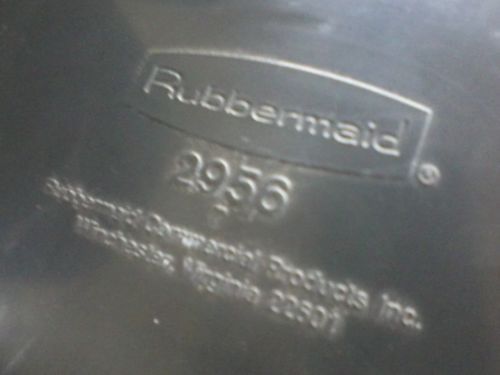 Rubbermaid®
2956
Rubbermaid Commercial Products Inc.
Winchester, Virginia 22601